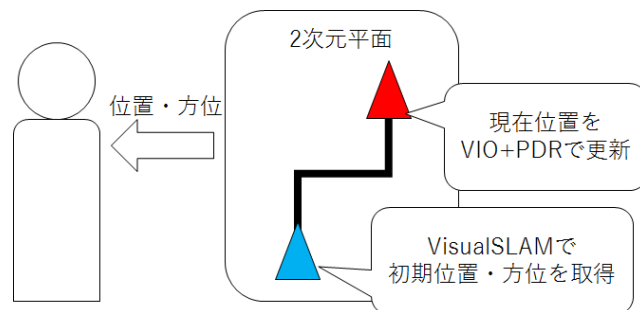 2次元平面
位置・方位
現在位置を
VIO+PDRで更新
VisualSLAMで
初期位置・方位を取得